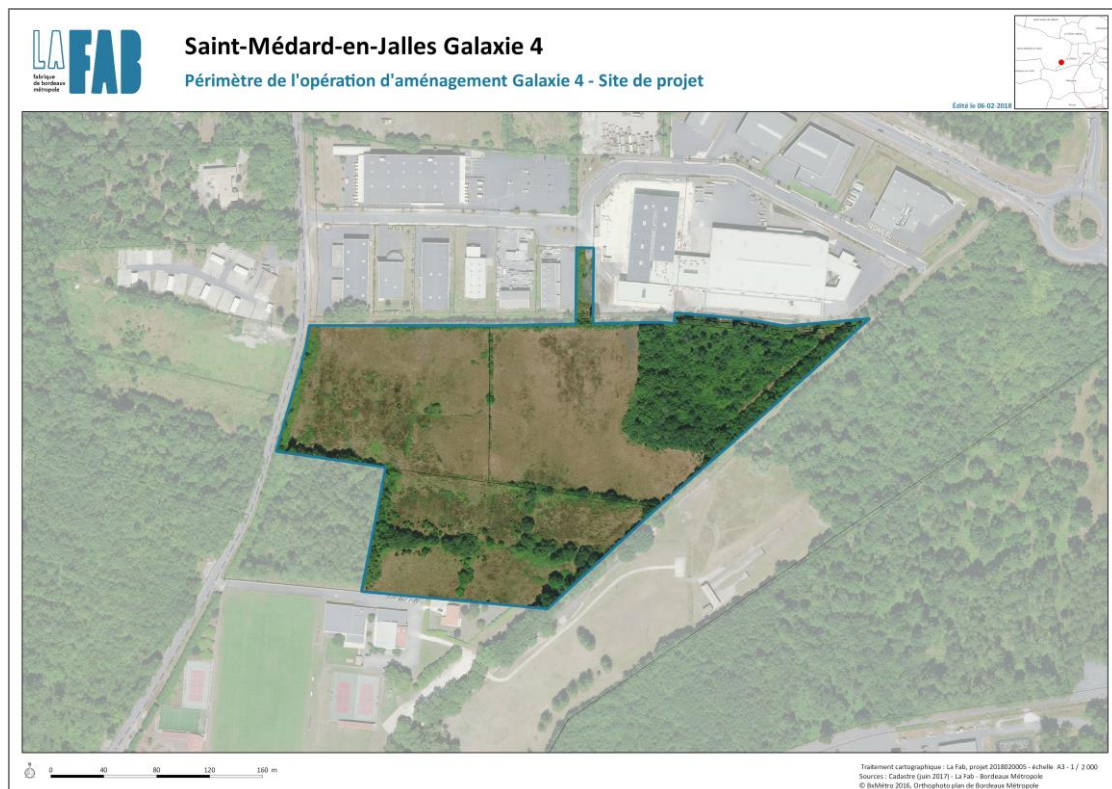 LA FAB
fabrique
de bordeaux
métropole
Saint-Médard-en-Jalles Galaxie 4
Périmètre de l'opération d'aménagement Galaxie 4 - Site de projet
Édité le 06-02-2018
N
0 40 80 120 160 m
Traitement cartographique : La Fab, projet 2018020005 - échelle A3 - 1 / 2 000
Sources : Cadastre (juin 2017) - La Fab - Bordeaux Métropole
© BxMétro 2016, Orthophoto plan de Bordeaux Métropole